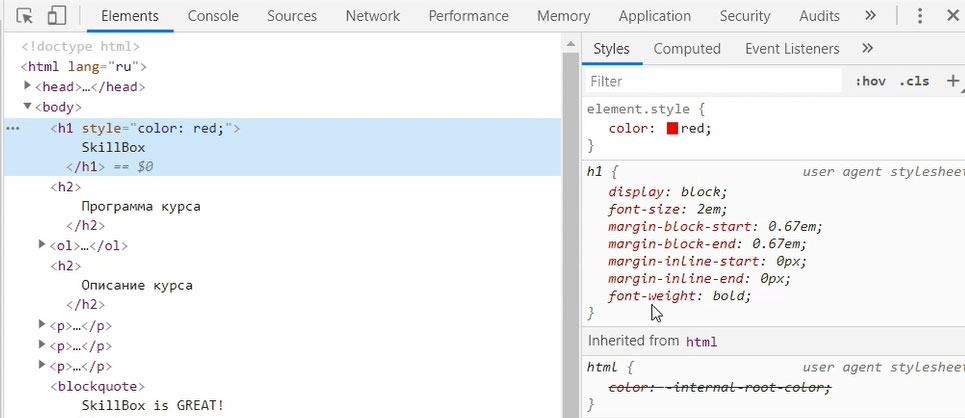 Elements Console Sources Network Performance Memory Application Security Audits »
<!doctype html>
<html lang="ru">
<head>…</head>
<body>
<h1 style="color: red;">
SkillBox
</h1> == $0
<h2>
Программа курса
</h2>
<ol>…</ol>
<h2>
Описание курса
</h2>
<p>…</p>
<p>…</p>
<p>…</p>
<blockquote>
SkillBox is GREAT!
Styles Computed Event Listeners »
Filter :hov .cls +
element.style {
color: red;
}
h1 { user agent stylesheet
display: block;
font-size: 2em;
margin-block-start: 0.67em;
margin-block-end: 0.67em;
margin-inline-start: 0px;
margin-inline-end: 0px;
font-weight: bold;
}
Inherited from html
html { user agent stylesheet
color: -internal-root-color;
}